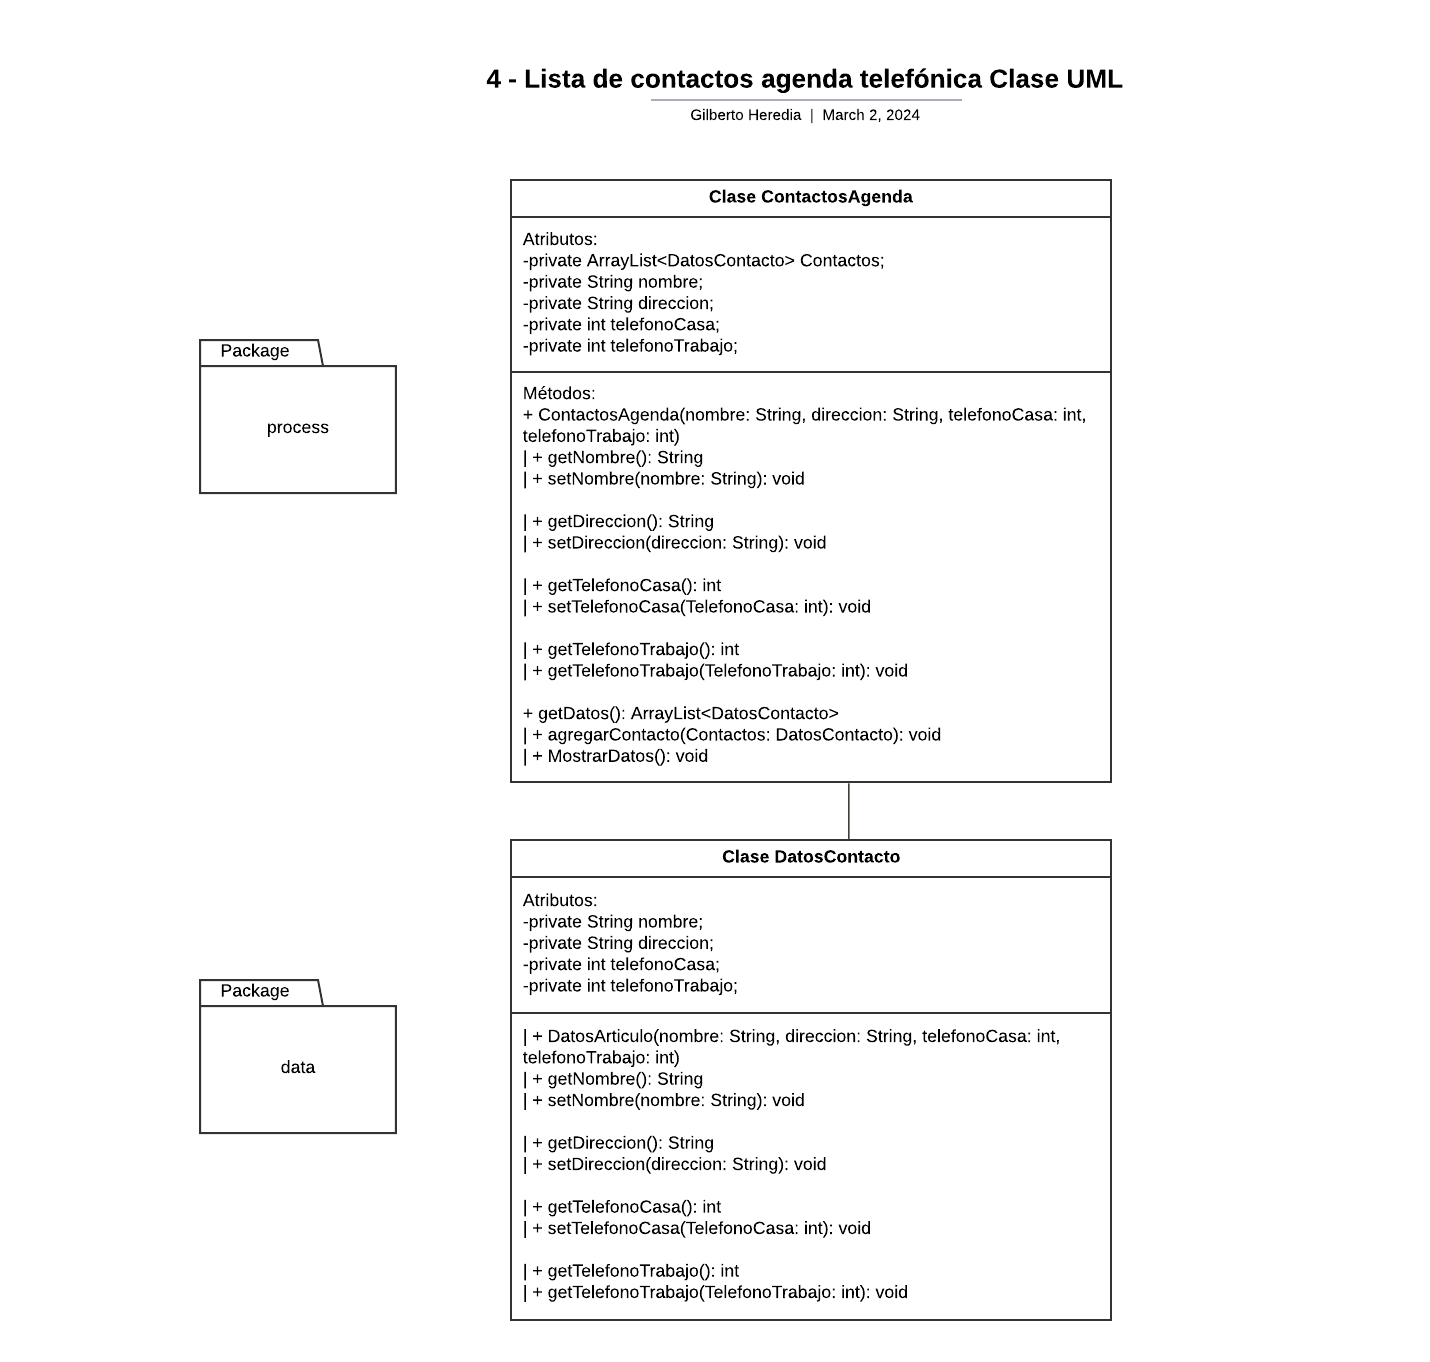 4 - Lista de contactos agenda telefónica Clase UML
Gilberto Heredia | March 2, 2024
Clase ContactosAgenda
Atributos:
-private ArrayList<DatosContacto> Contactos;
-private String nombre;
-private String direccion;
-private int telefonoCasa;
-private int telefonoTrabajo;
Package
process
Métodos:
+ ContactosAgenda(nombre: String, direccion: String, telefonoCasa: int,
telefonoTrabajo: int)
| + getNombre(): String
| + setNombre(nombre: String): void
| + getDireccion(): String
| + setDireccion(direccion: String): void
| + getTelefonoCasa(): int
| + setTelefonoCasa(TelefonoCasa: int): void
| + getTelefonoTrabajo(): int
| + getTelefonoTrabajo(TelefonoTrabajo: int): void
+ getDatos(): ArrayList<DatosContacto>
| + agregarContacto(Contactos: DatosContacto): void
| + MostrarDatos(): void
Clase DatosContacto
Atributos:
-private String nombre;
-private String direccion;
-private int telefonoCasa;
-private int telefonoTrabajo;
Package
data
| + DatosArticulo(nombre: String, direccion: String, telefonoCasa: int,
telefonoTrabajo: int)
| + getNombre(): String
| + setNombre(nombre: String): void
| + getDireccion(): String
| + setDireccion(direccion: String): void
| + getTelefonoCasa(): int
| + setTelefonoCasa(TelefonoCasa: int): void
| + getTelefonoTrabajo(): int
| + getTelefonoTrabajo(TelefonoTrabajo: int): void